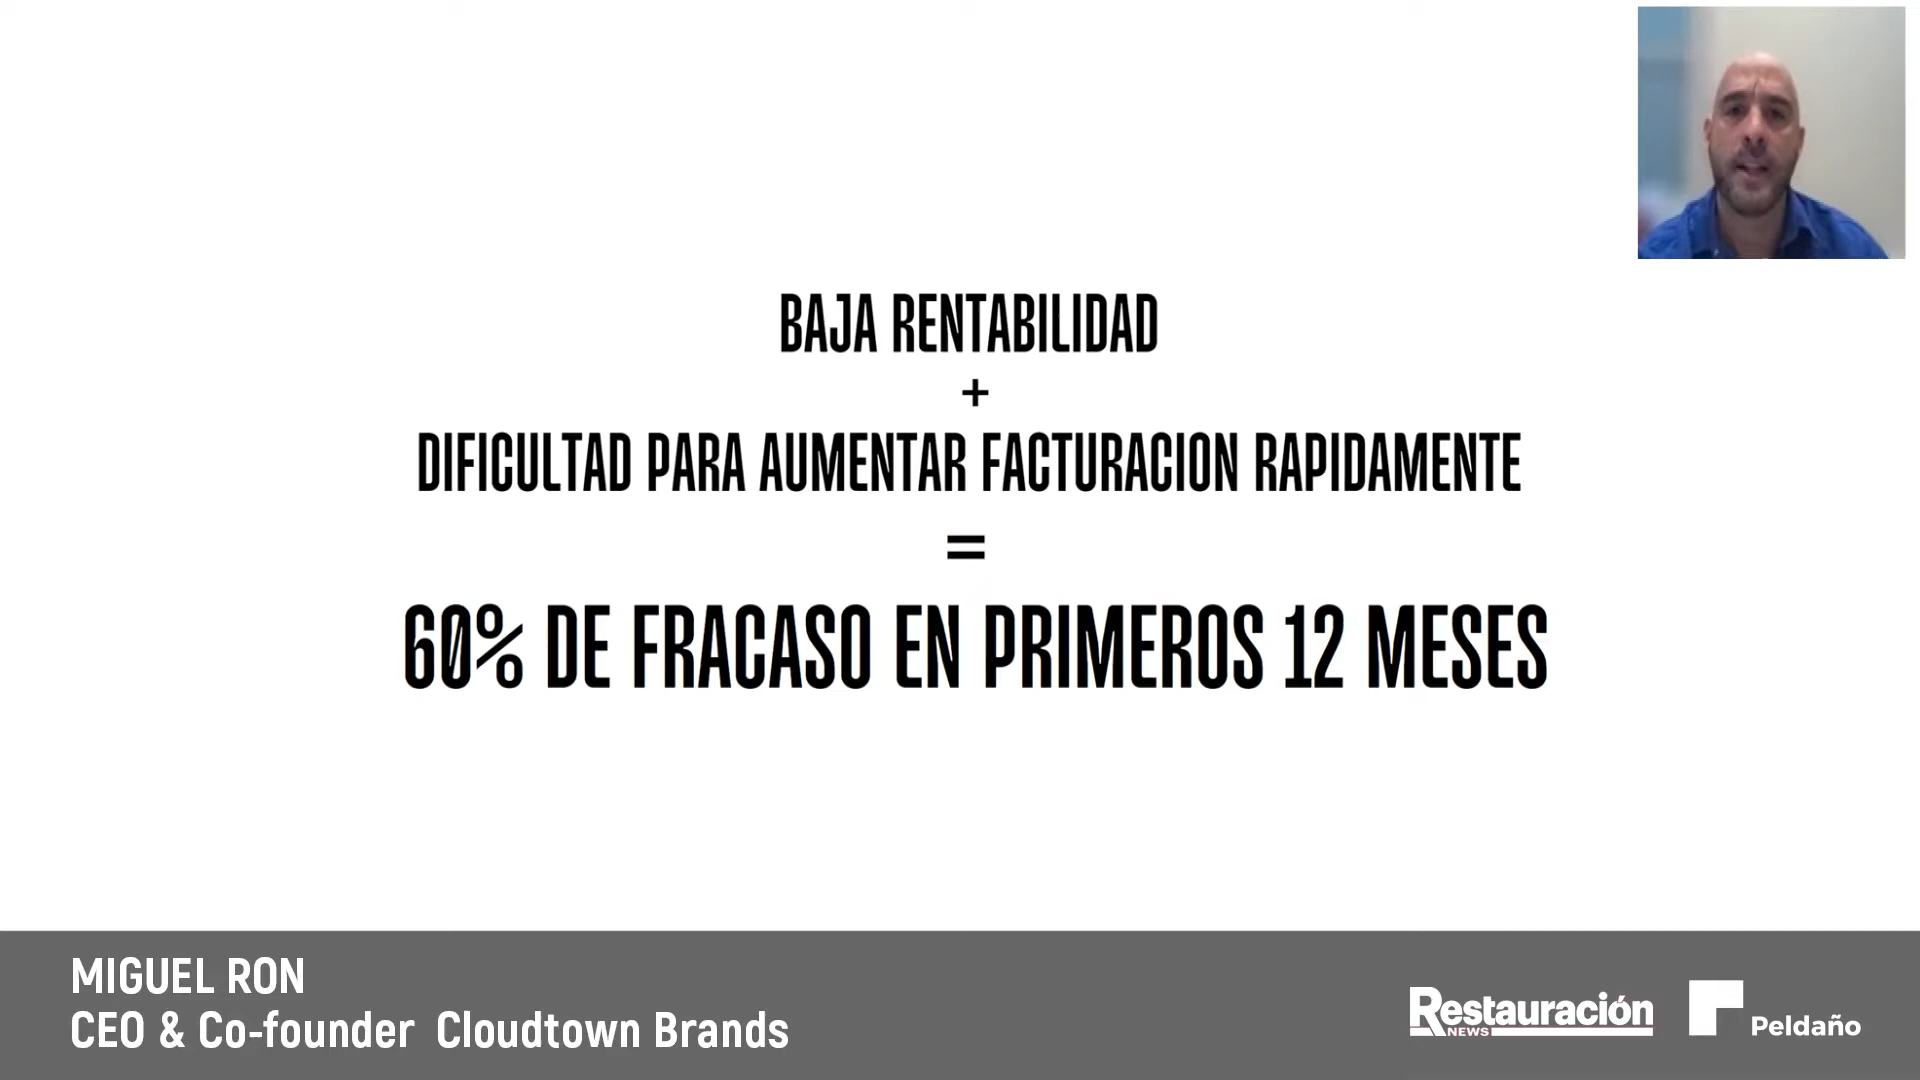 BAJA RENTABILIDAD
+
DIFICULTAD PARA AUMENTAR FACTURACION RAPIDAMENTE
=
60% DE FRACASO EN PRIMEROS 12 MESES
MIGUEL RON
CEO & Co-founder Cloudtown Brands
Restauración
NEWS
Peldaño